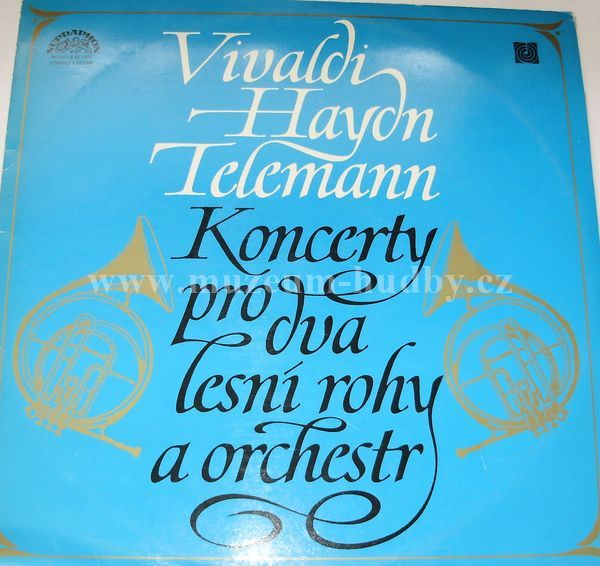 SUPRAPHON
Vivaldi
Haydn
Telemann
Koncerty
www.muzeum-hudby.cz
pro dva
lesní rohy
a orchestr